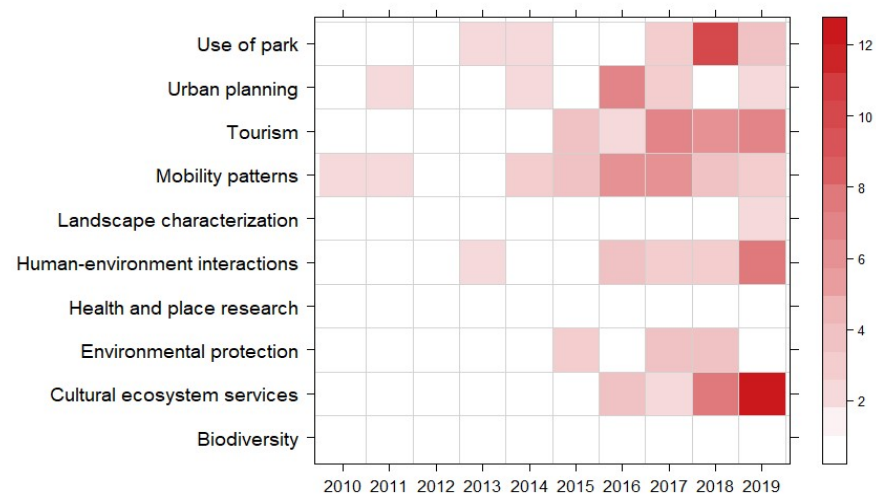 Use of park
Urban planning
Tourism
Mobility patterns
Landscape characterization
Human-environment interactions
Health and place research
Environmental protection
Cultural ecosystem services
Biodiversity
2010 2011 2012 2013 2014 2015 2016 2017 2018 2019
12
10
8
6
4
2